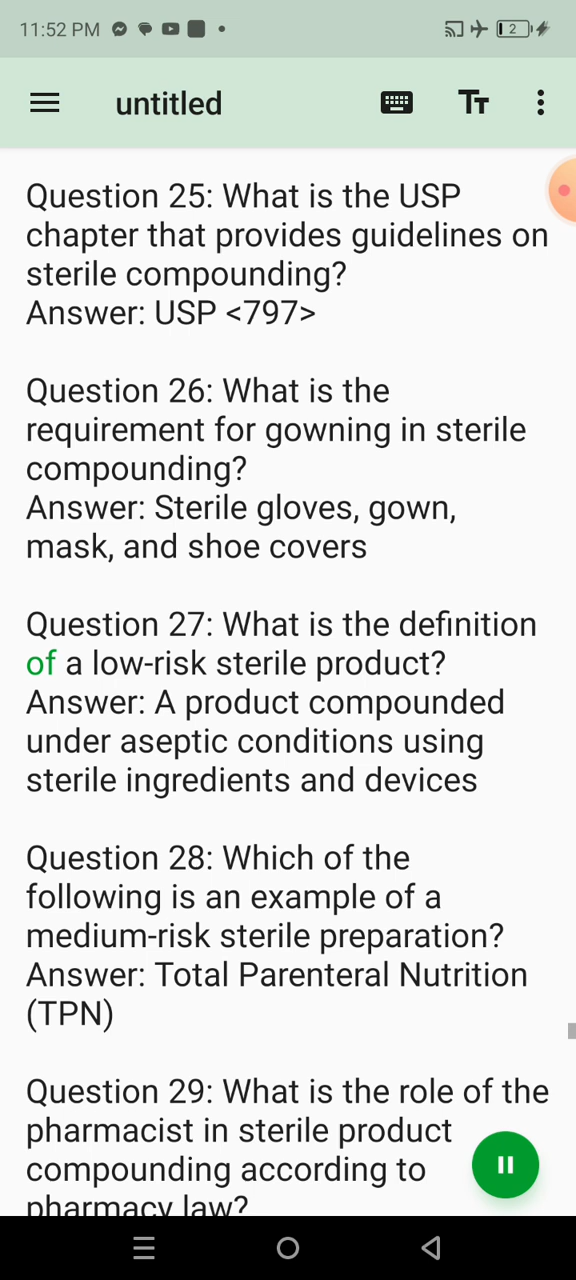 11:52 PM
2
untitled
Question 25: What is the USP
chapter that provides guidelines on
sterile compounding?
Answer: USP <797>
Question 26: What is the
requirement for gowning in sterile
compounding?
Answer: Sterile gloves, gown,
mask, and shoe covers
Question 27: What is the definition
of a low-risk sterile product?
Answer: A product compounded
under aseptic conditions using
sterile ingredients and devices
Question 28: Which of the
following is an example of a
medium-risk sterile preparation?
Answer: Total Parenteral Nutrition
(TPN)
Question 29: What is the role of the
pharmacist in sterile product
compounding according to
pharmacy law?